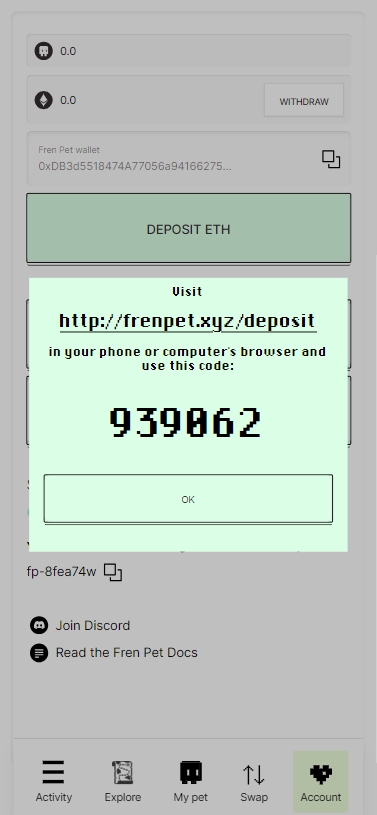 0.0
0.0
WITHDRAW
Fren Pet wallet
0xDB3d5518474A77056a94166275...
DEPOSIT ETH
Visit
http://frenpet.xyz/deposit
in your phone or computer's browser and
use this code:
939062
OK
fp-8fea74w
Join Discord
Read the Fren Pet Docs
Activity
Explore
My pet
Swap
Account